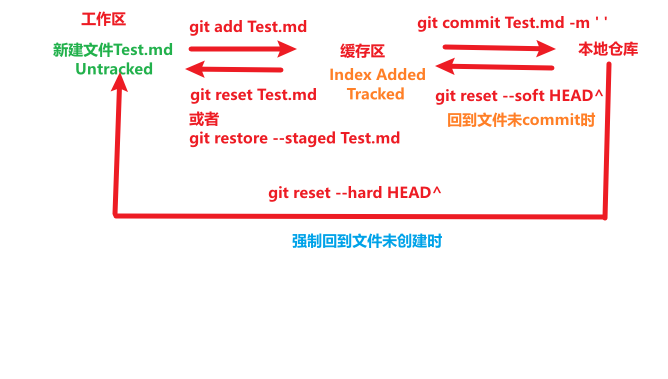 工作区
git add Test.md
git commit Test.md -m ' '
新建文件Test.md
Untracked
缓存区
本地仓库
Index Added
Tracked
git reset Test.md
或者
git restore --staged Test.md
git reset --soft HEAD^
回到文件未commit时
git reset --hard HEAD^
强制回到文件未创建时